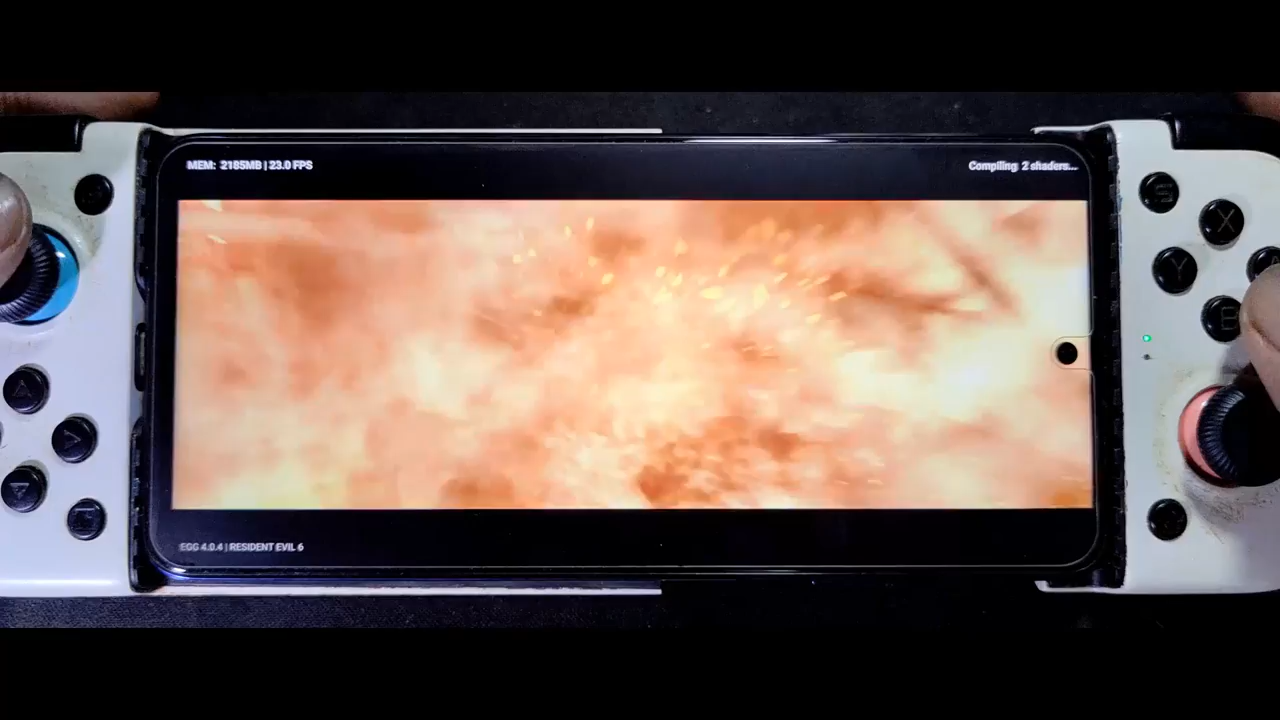 MEM: 2185MB | 23.0 FPS
Compiling 2 shaders...
EGG 4.0.4 | RESIDENT EVIL 6
S
X
Y
A
B